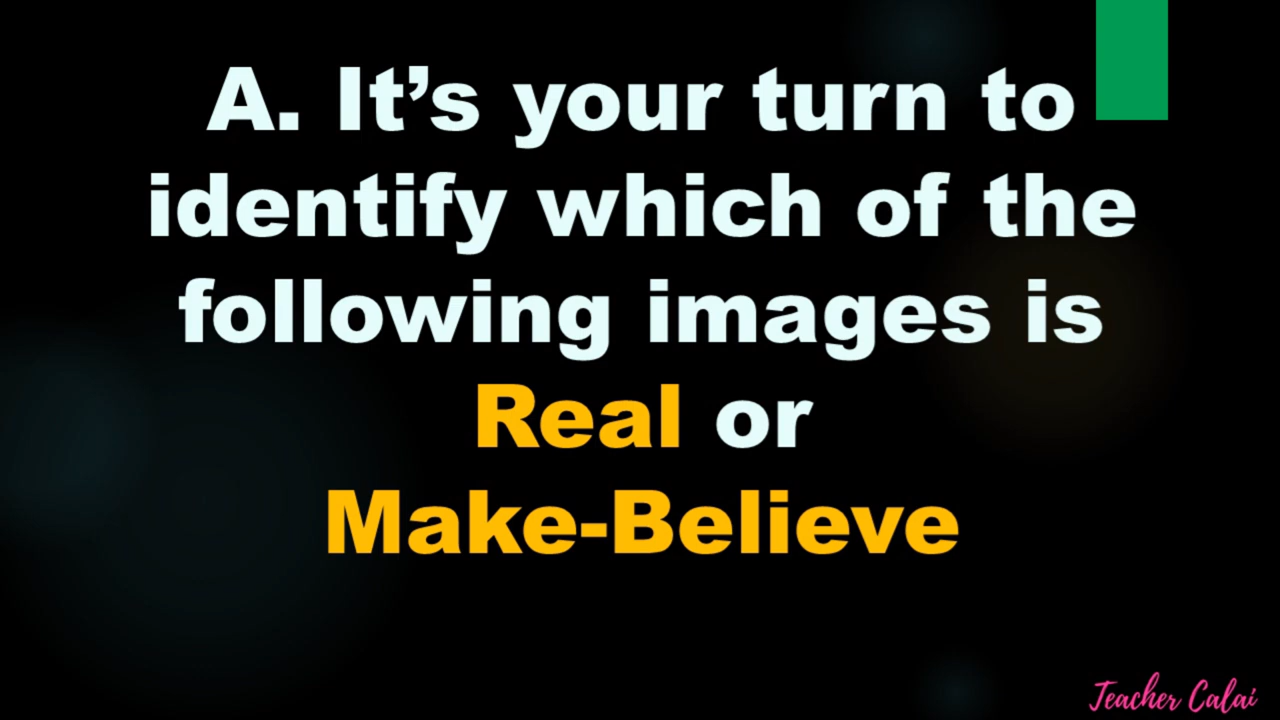 A. It’s your turn to
identify which of the
following images is
Real or
Make-Believe
Teacher Calai